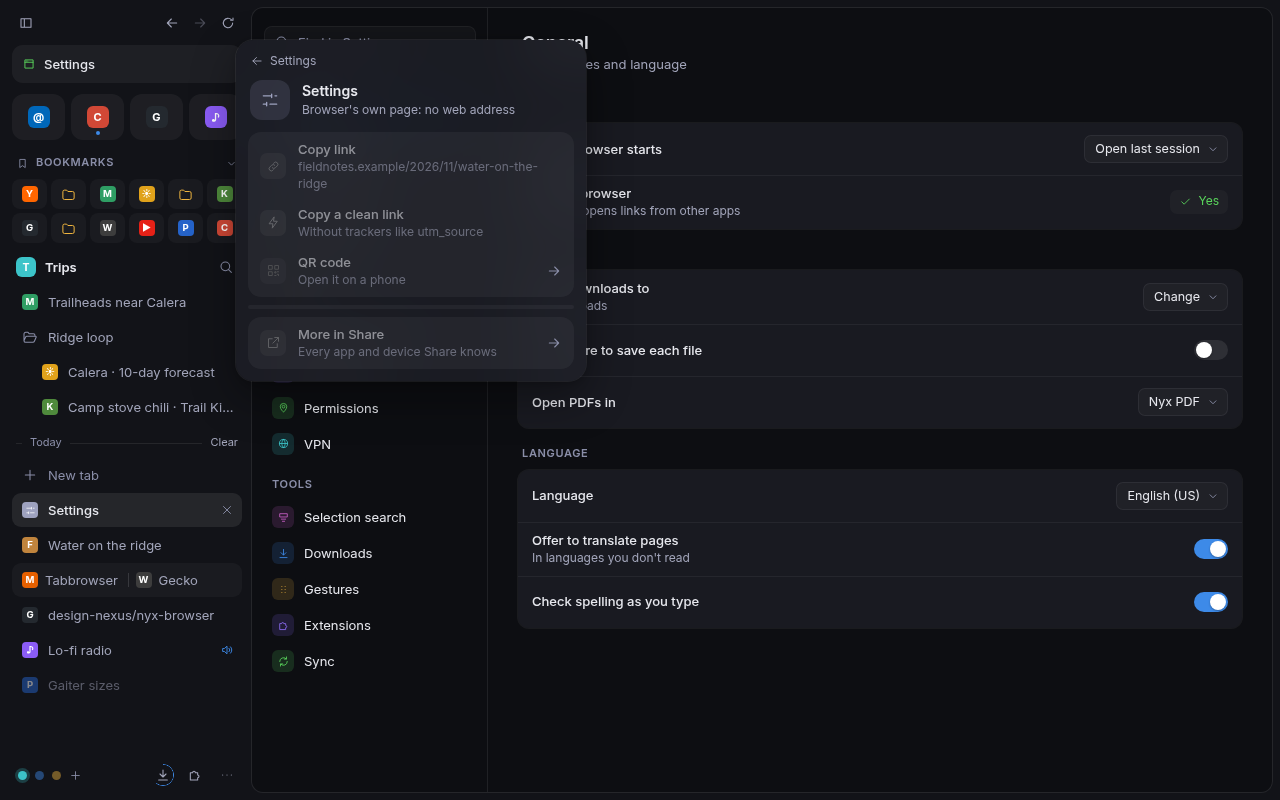 Settings
@
C
G
BOOKMARKS
Y
M
K
G
W
P
C
T Trips
M Trailheads near Calera
Ridge loop
Calera · 10-day forecast
K Camp stove chili · Trail Ki...
Today
Clear
New tab
Settings
F Water on the ridge
M Tabbrowser
W Gecko
G design-nexus/nyx-browser
Lo-fi radio
P Gaiter sizes
Settings
Settings
Browser's own page: no web address
Copy link
fieldnotes.example/2026/11/water-on-the-
ridge
Copy a clean link
Without trackers like utm_source
QR code
Open it on a phone
More in Share
Every app and device Share knows
Permissions
VPN
TOOLS
Selection search
Downloads
Gestures
Extensions
Sync
General
es and language
owser starts
Open last session
browser
opens links from other apps
Yes
wnloads to
ads
Change
re to save each file
Open PDFs in
Nyx PDF
LANGUAGE
Language
English (US)
Offer to translate pages
In languages you don't read
Check spelling as you type